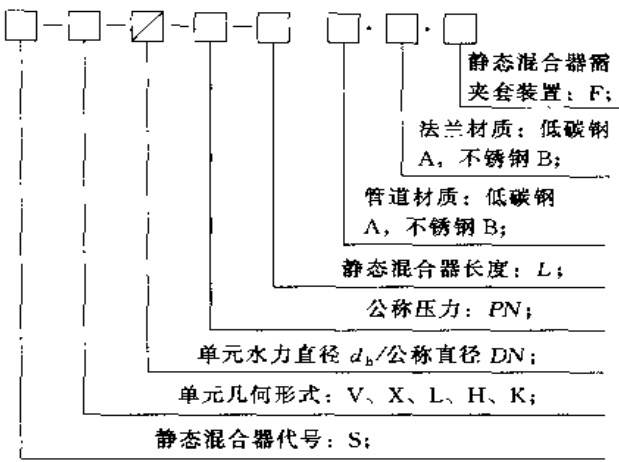 静态混合器需
夹套装置：F；
法兰材质：低碳钢
A，不锈钢B；
管道材质：低碳钢
A，不锈钢B；
静态混合器长度：L；
公称压力：PN；
单元水力直径 dₕ/公称直径 DN；
单元几何形式：V、X、L、H、K；
静态混合器代号：S；